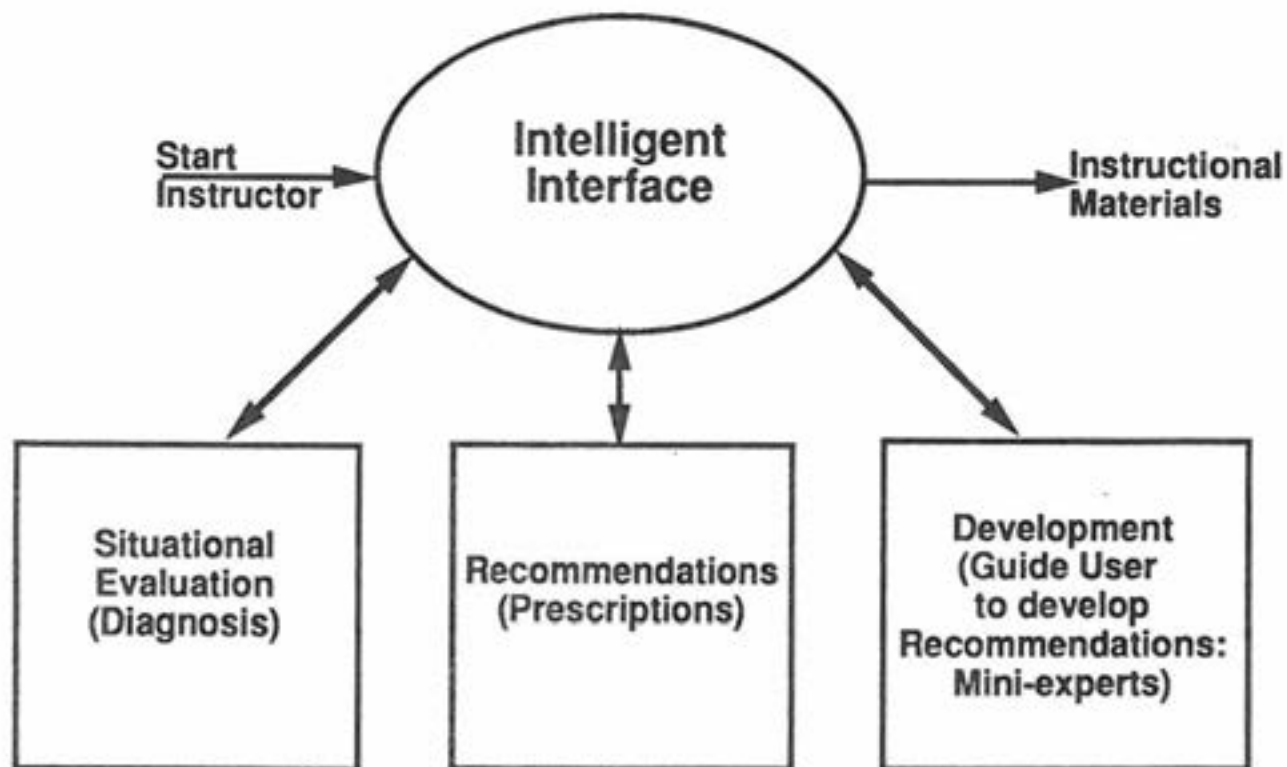 Intelligent
Interface
Start
Instructor
Instructional
Materials
Situational
Evaluation
(Diagnosis)
Recommendations
(Prescriptions)
Development
(Guide User
to develop
Recommendations:
Mini-experts)